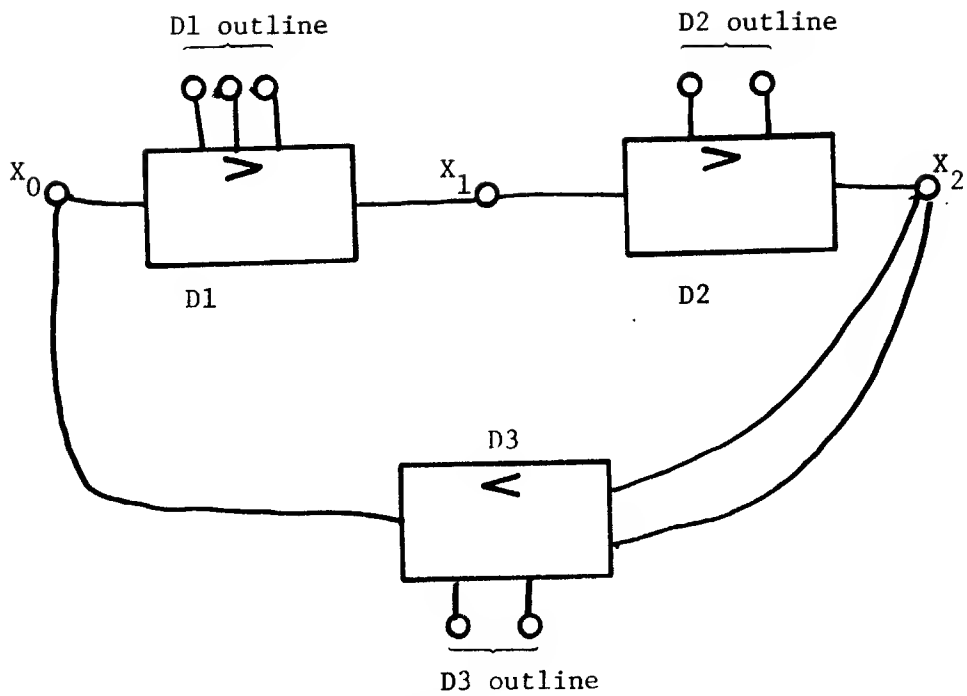 D1 outline
D2 outline
X0
X1
X2
>
>
D1
D2
D3
<
D3 outline